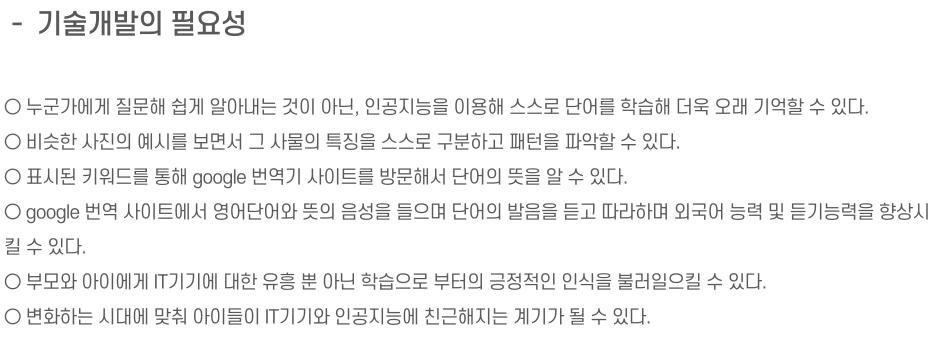 - 기술개발의 필요성
○ 누군가에게 질문해 쉽게 알아내는 것이 아닌, 인공지능을 이용해 스스로 단어를 학습해 더욱 오래 기억할 수 있다.
○ 비슷한 사진의 예시를 보면서 그 사물의 특징을 스스로 구분하고 패턴을 파악할 수 있다.
○ 표시된 키워드를 통해 google 번역기 사이트를 방문해서 단어의 뜻을 알 수 있다.
○ google 번역 사이트에서 영어단어와 뜻의 음성을 들으며 단어의 발음을 듣고 따라하며 외국어 능력 및 듣기능력을 향상시
킬 수 있다.
○ 부모와 아이에게 IT기기에 대한 유흥 뿐 아닌 학습으로 부터의 긍정적인 인식을 불러일으킬 수 있다.
○ 변화하는 시대에 맞춰 아이들이 IT기기와 인공지능에 친근해지는 계기가 될 수 있다.